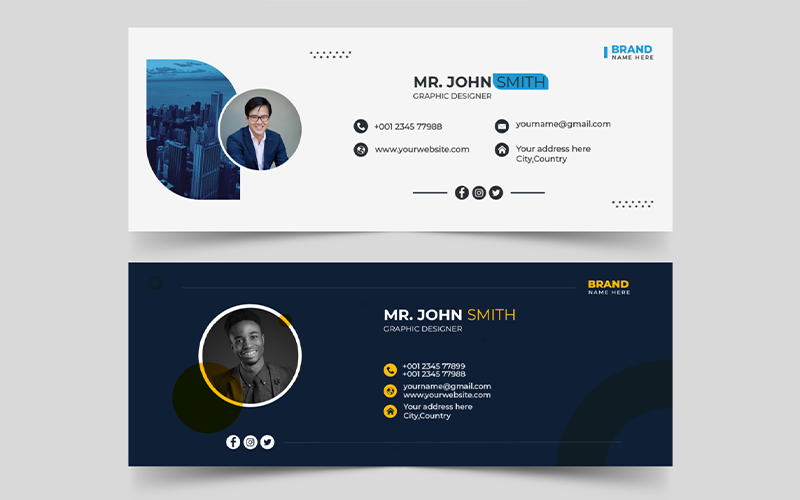 BRAND
NAME HERE
MR. JOHN SMITH
GRAPHIC DESIGNER
+001 2345 77988
yourname@gmail.com
www.yourwebsite.com
Your address here
City,Country
BRAND
NAME HERE
MR. JOHN SMITH
GRAPHIC DESIGNER
+001 2345 77899
+001 2345 77988
yourname@gmail.com
www.yourwebsite.com
Your address here
City,Country